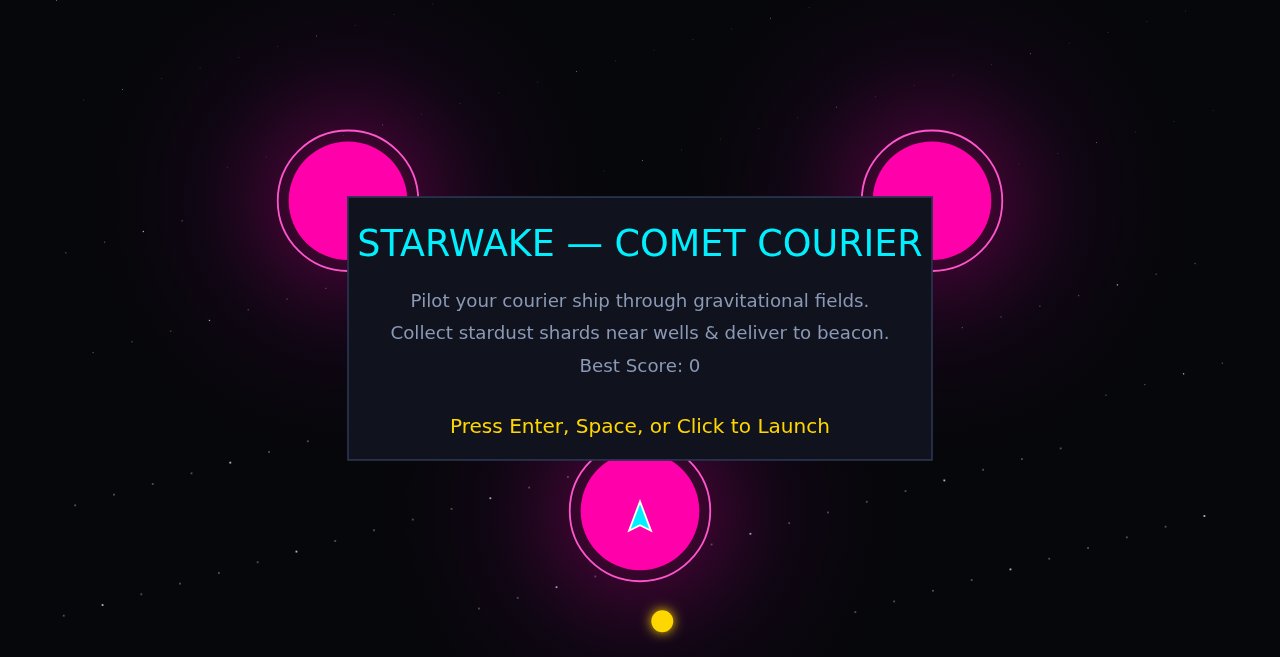 STARWAKE — COMET COURIER
Pilot your courier ship through gravitational fields.
Collect stardust shards near wells & deliver to beacon.
Best Score: 0
Press Enter, Space, or Click to Launch